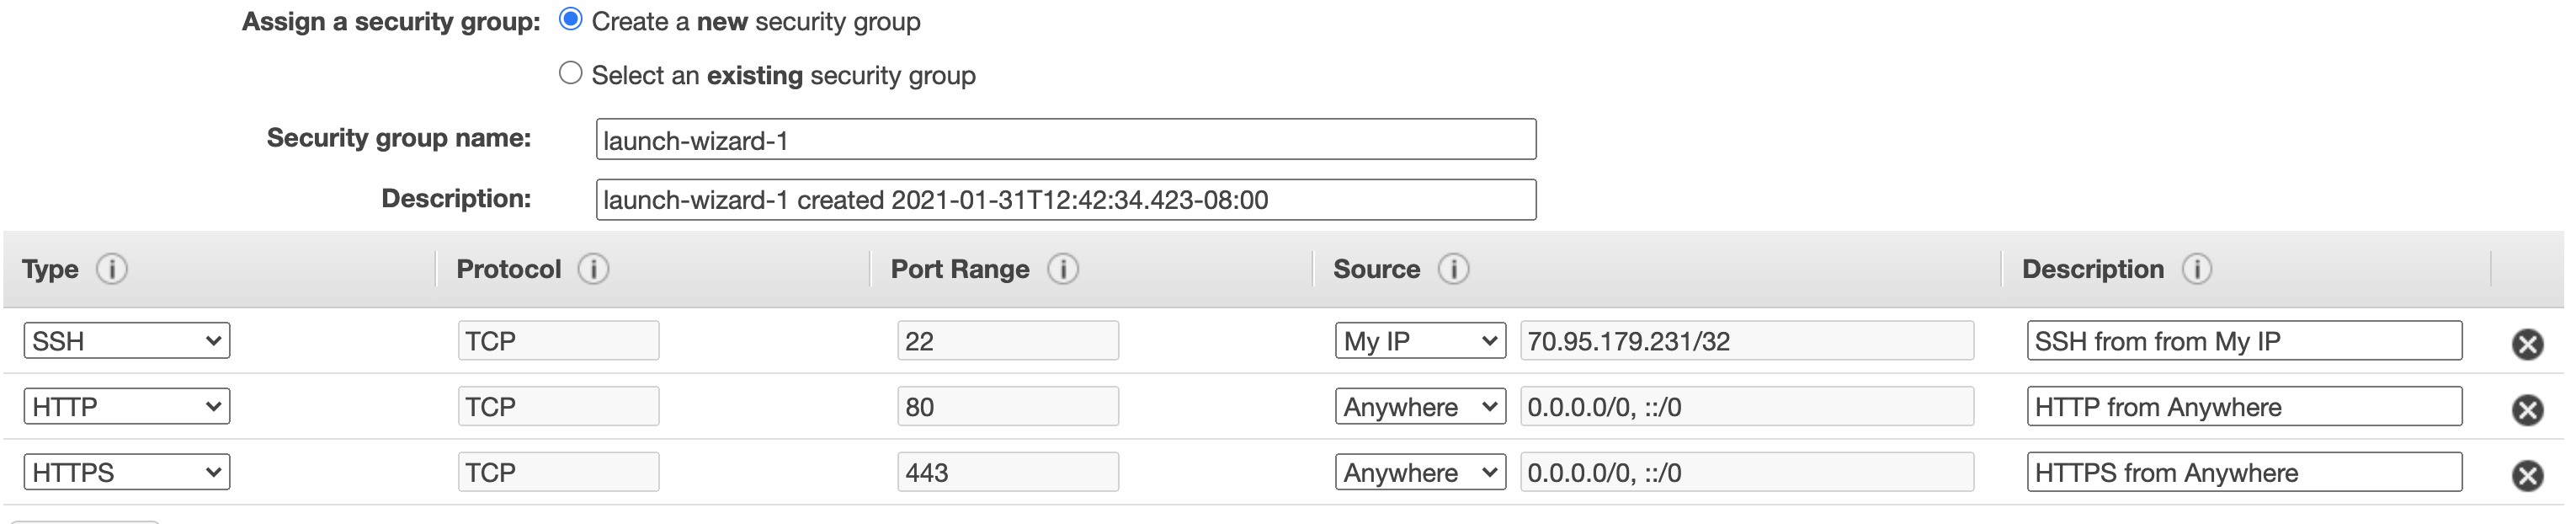 Assign a security group: Create a new security group
Select an existing security group
Security group name: launch-wizard-1
Description: launch-wizard-1 created 2021-01-31T12:42:34.423-08:00
Type i Protocol i Port Range i Source i Description i
SSH TCP 22 My IP 70.95.179.231/32 SSH from from My IP
HTTP TCP 80 Anywhere 0.0.0.0/0, ::/0 HTTP from Anywhere
HTTPS TCP 443 Anywhere 0.0.0.0/0, ::/0 HTTPS from Anywhere